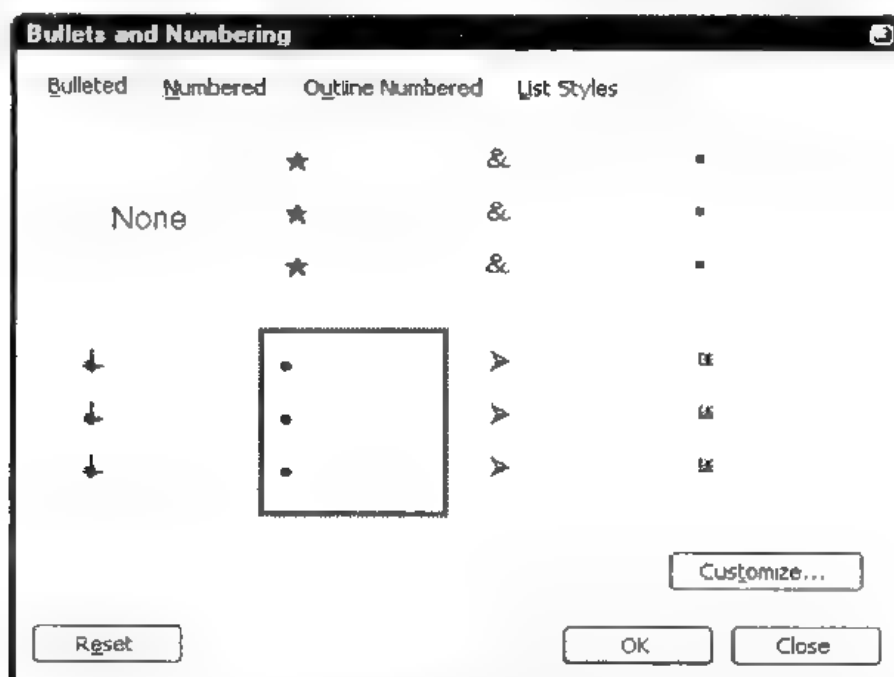 Bullets and Numbering
Bulleted Numbered Outline Numbered List Styles
None
&
&
&
Customize...
Reset OK Close